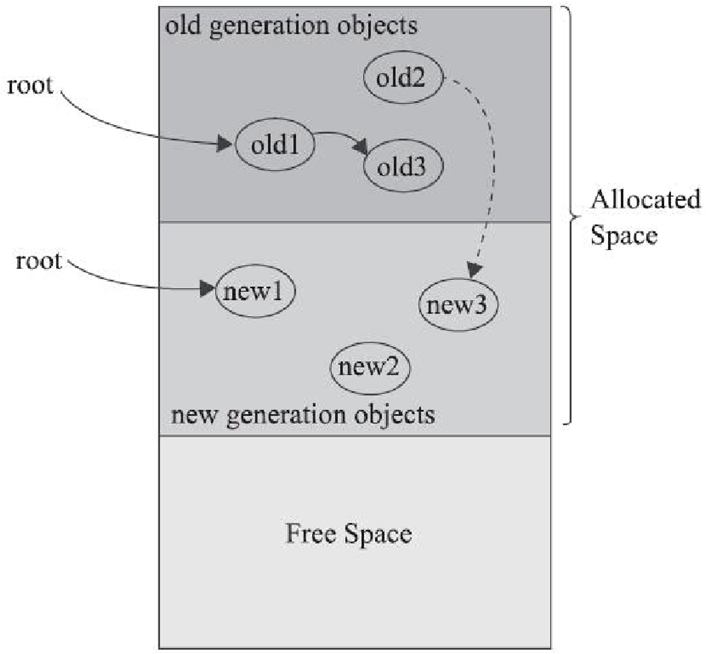 old generation objects
old2
root
old1
old3
Allocated
Space
root
new1
new3
new2
new generation objects
Free Space